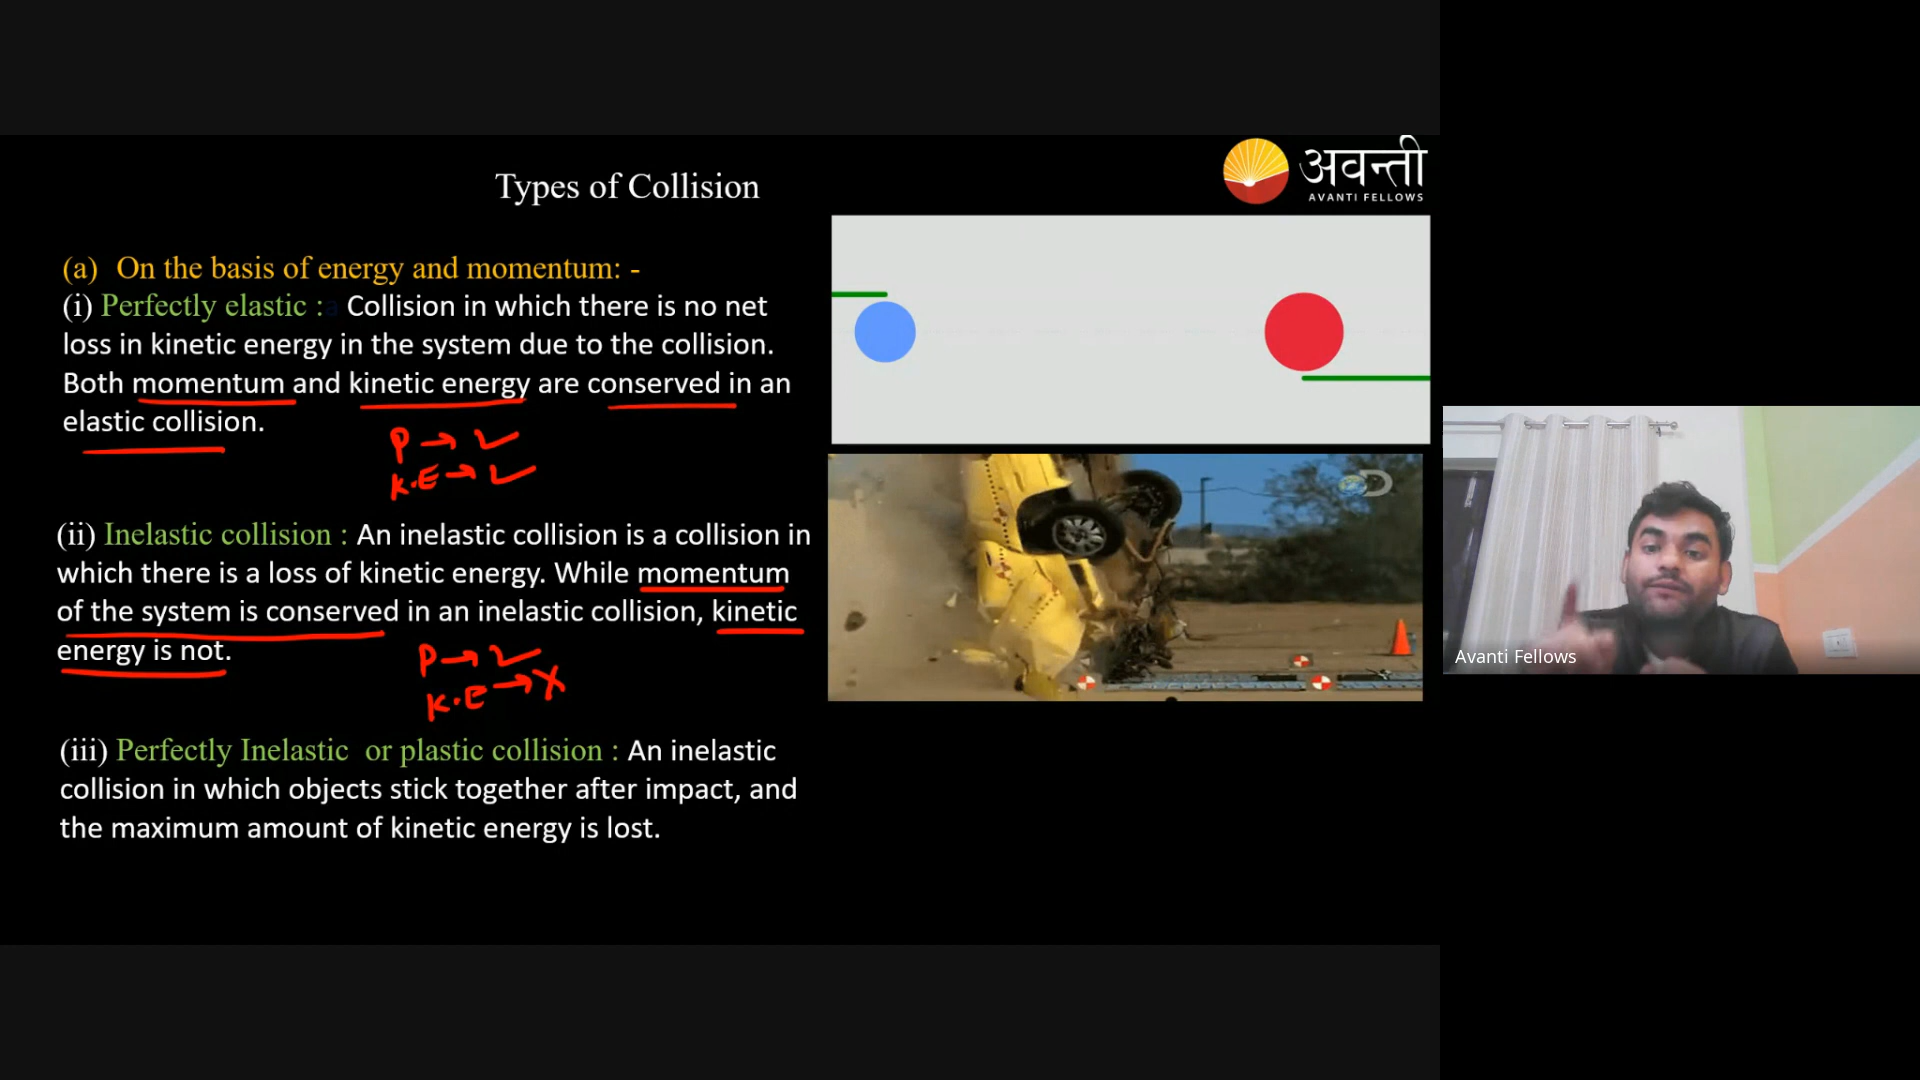 Types of Collision
अवन्ती
AVANTI FELLOWS
(a) On the basis of energy and momentum: -
(i) Perfectly elastic :a Collision in which there is no net
loss in kinetic energy in the system due to the collision.
Both momentum and kinetic energy are conserved in an
elastic collision.
P → ✓
K.E → ✓
(ii) Inelastic collision : An inelastic collision is a collision in
which there is a loss of kinetic energy. While momentum
of the system is conserved in an inelastic collision, kinetic
energy is not.
P → ✓
K.E → X
(iii) Perfectly Inelastic or plastic collision : An inelastic
collision in which objects stick together after impact, and
the maximum amount of kinetic energy is lost.
D
Avanti Fellows